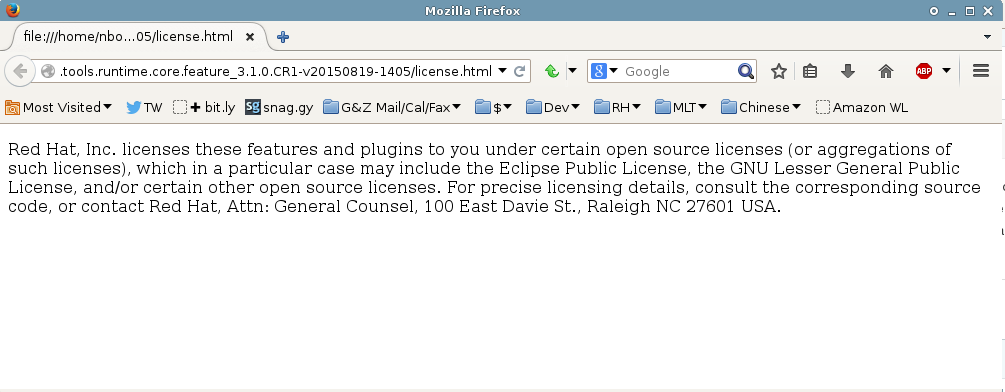 Mozilla Firefox
file:///home/nbo...05/license.html
.tools.runtime.core.feature_3.1.0.CR1-v20150819-1405/license.html
Google
ABP
Most Visited
TW
+ bit.ly
sg snag.gy
G&Z Mail/Cal/Fax
$
Dev
RH
MLT
Chinese
Amazon WL
Red Hat, Inc. licenses these features and plugins to you under certain open source licenses (or aggregations of
such licenses), which in a particular case may include the Eclipse Public License, the GNU Lesser General Public
License, and/or certain other open source licenses. For precise licensing details, consult the corresponding source
code, or contact Red Hat, Attn: General Counsel, 100 East Davie St., Raleigh NC 27601 USA.